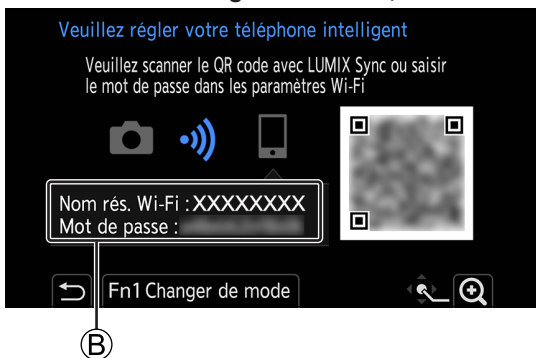 Veuillez régler votre téléphone intelligent
Veuillez scanner le QR code avec LUMIX Sync ou saisir
le mot de passe dans les paramètres Wi-Fi
Nom rés. Wi-Fi : XXXXXXXX
Mot de passe :
Fn1 Changer de mode
B